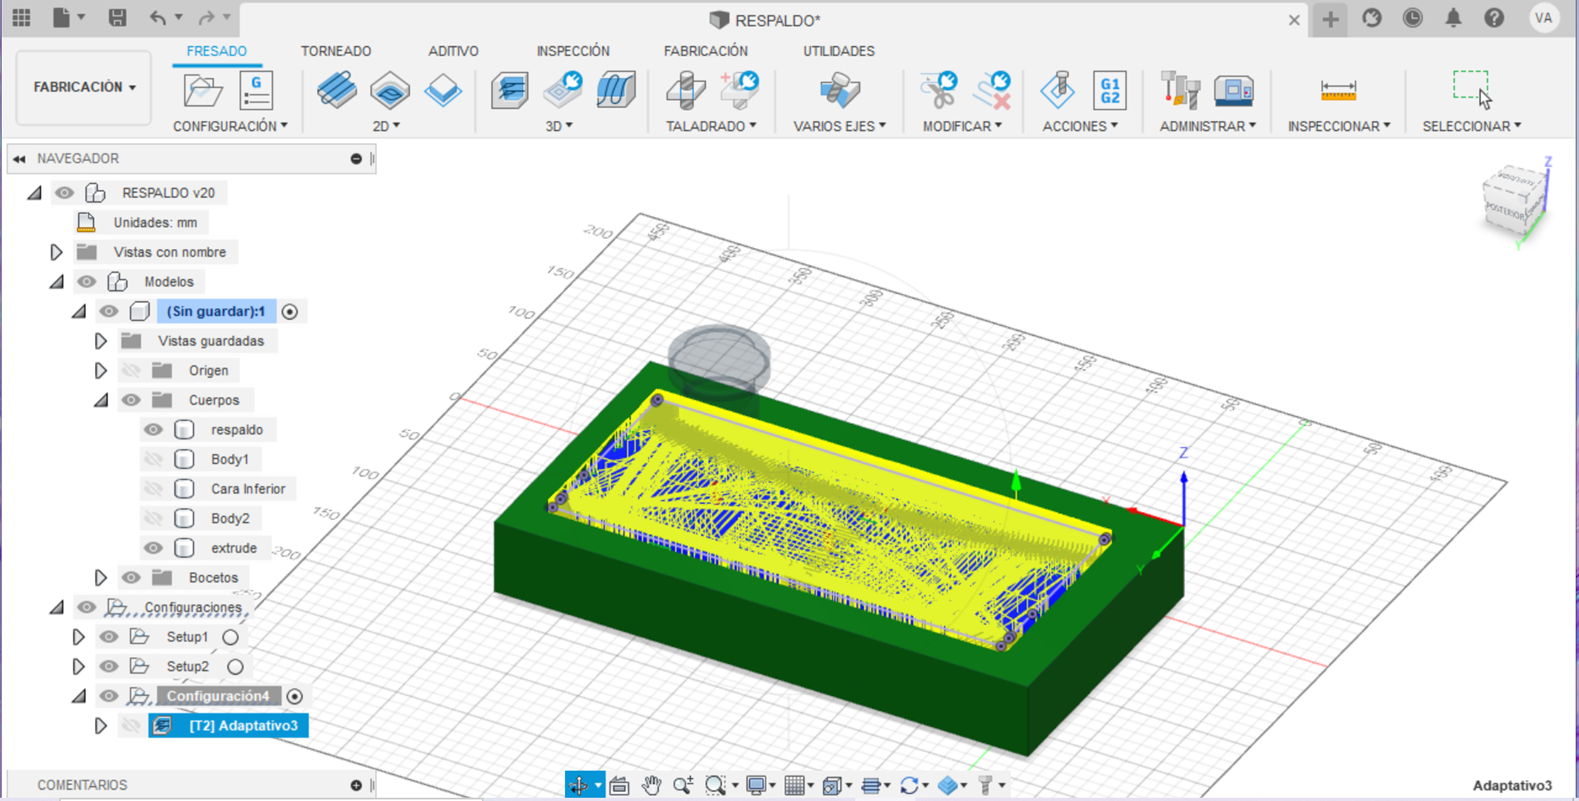 RESPALDO*
VA
FABRICACIÓN
FRESADO
TORNEADO
ADITIVO
INSPECCIÓN
FABRICACIÓN
UTILIDADES
G
G1
G2
CONFIGURACIÓN
2D
3D
TALADRADO
VARIOS EJES
MODIFICAR
ACCIONES
ADMINISTRAR
INSPECCIONAR
SELECCIONAR
NAVEGADOR
RESPALDO v20
Unidades: mm
Vistas con nombre
Modelos
(Sin guardar):1
Vistas guardadas
Origen
Cuerpos
respaldo
Body1
Cara Inferior
Body2
extrude
Bocetos
Configuraciones
Setup1
Setup2
Configuración4
[T2] Adaptativo3
COMENTARIOS
200
150
100
50
0
50
100
150
200
250
450
400
350
300
250
200
150
100
50
0
50
100
X
Y
Z
Z
Y
POSTERIOR
Adaptativo3